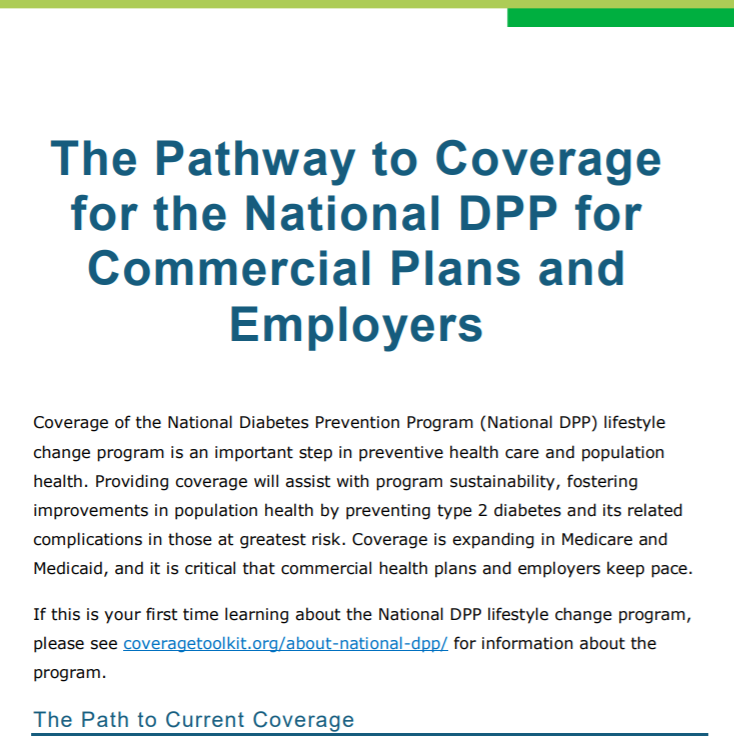 The Pathway to Coverage
for the National DPP for
Commercial Plans and
Employers
Coverage of the National Diabetes Prevention Program (National DPP) lifestyle
change program is an important step in preventive health care and population
health. Providing coverage will assist with program sustainability, fostering
improvements in population health by preventing type 2 diabetes and its related
complications in those at greatest risk. Coverage is expanding in Medicare and
Medicaid, and it is critical that commercial health plans and employers keep pace.
If this is your first time learning about the National DPP lifestyle change program,
please see coveragetoolkit.org/about-national-dpp/ for information about the
program.
The Path to Current Coverage